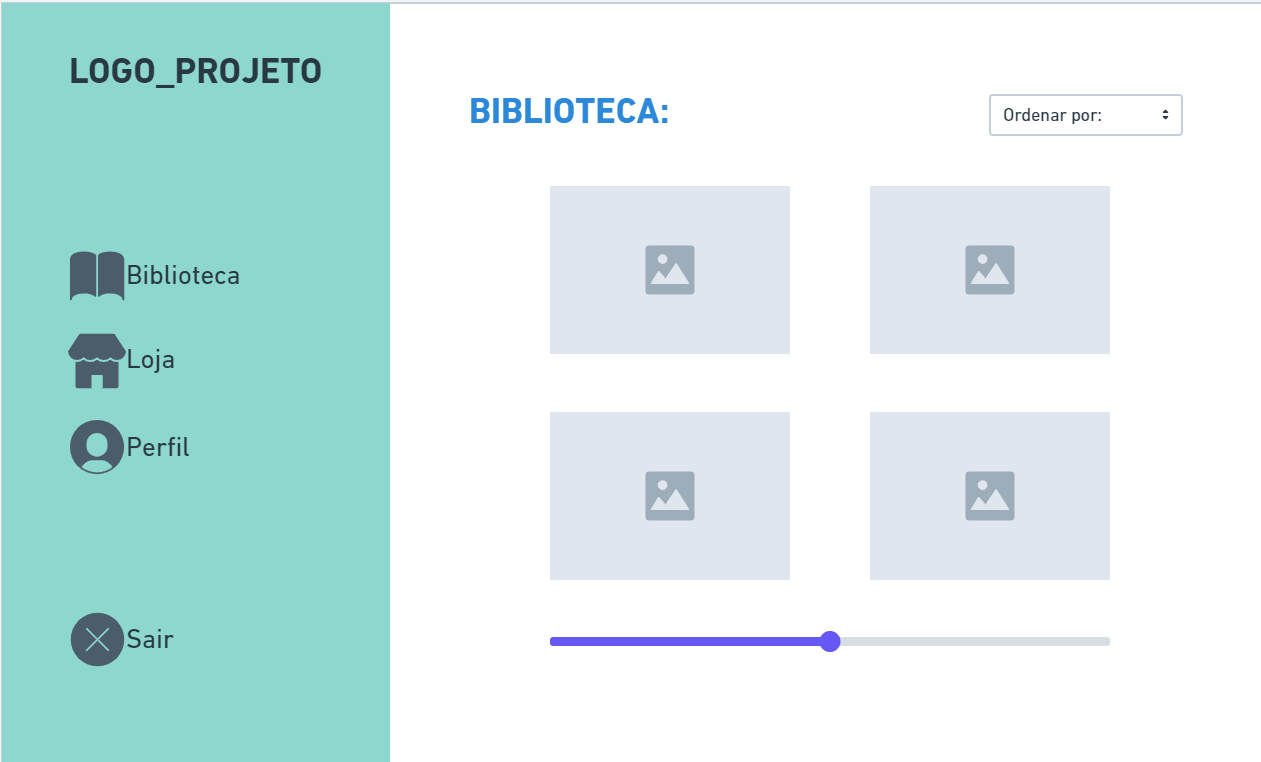 LOGO_PROJETO
BIBLIOTECA:
Ordenar por:
Biblioteca
Loja
Perfil
Sair